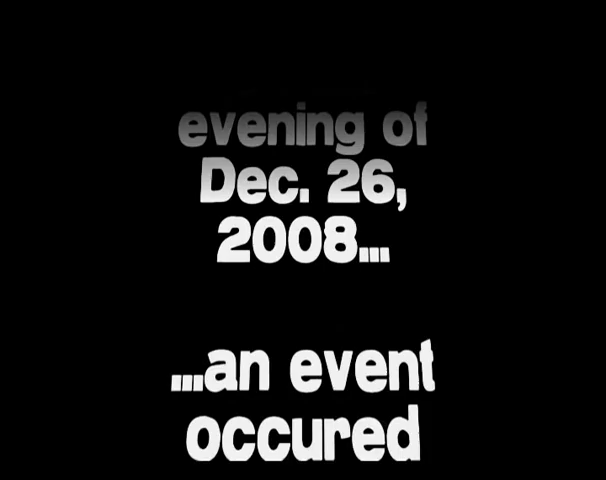 evening of
Dec. 26,
2008...
...an event
occured